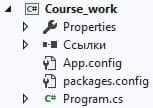 Course_work
Properties
Ссылки
App.config
packages.config
C# Program.cs